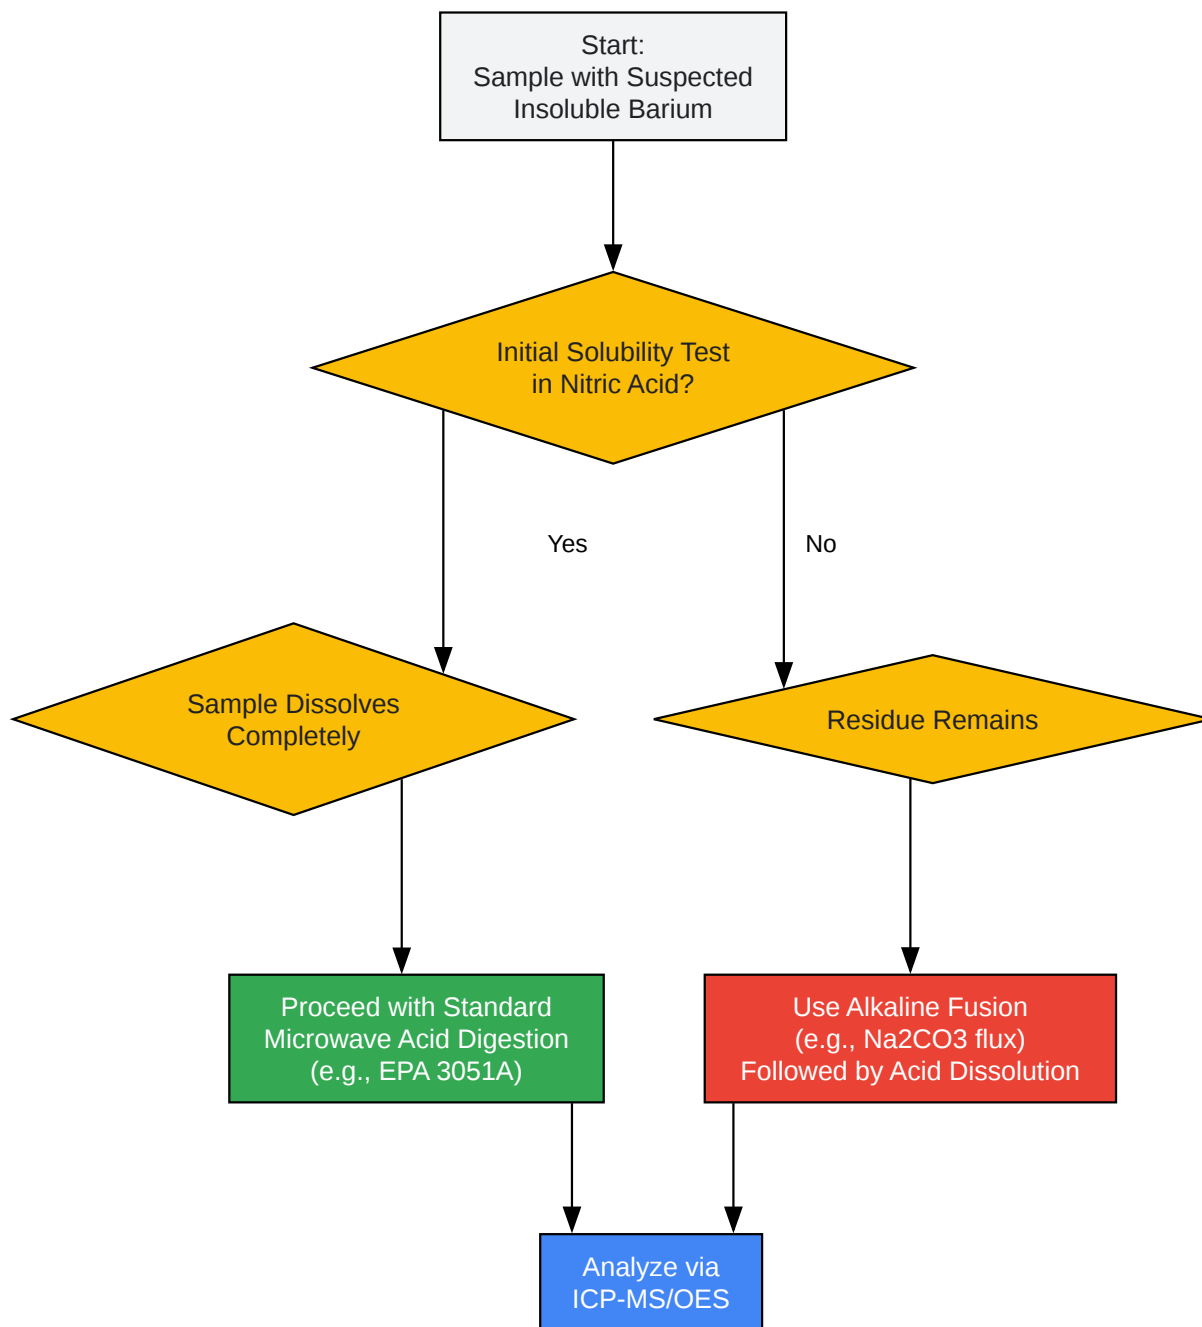 Start:
Sample with Suspected
Insoluble Barium
Initial Solubility Test
in Nitric Acid?
Yes
No
Sample Dissolves
Completely
Residue Remains
Proceed with Standard
Microwave Acid Digestion
(e.g., EPA 3051A)
Use Alkaline Fusion
(e.g., Na2CO3 flux)
Followed by Acid Dissolution
Analyze via
ICP-MS/OES